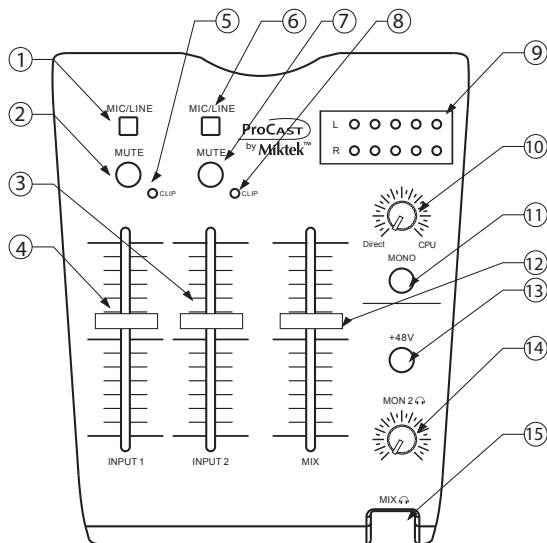 5 6 7 8
1 MIC/LINE MIC/LINE 9
2 MUTE MUTE ProCast
by Miktek™
L
R
CLIP CLIP
3 10
Direct CPU
11
MONO
4 12
+48V 13
14
MON 2
15
INPUT 1 INPUT 2 MIX
MIX